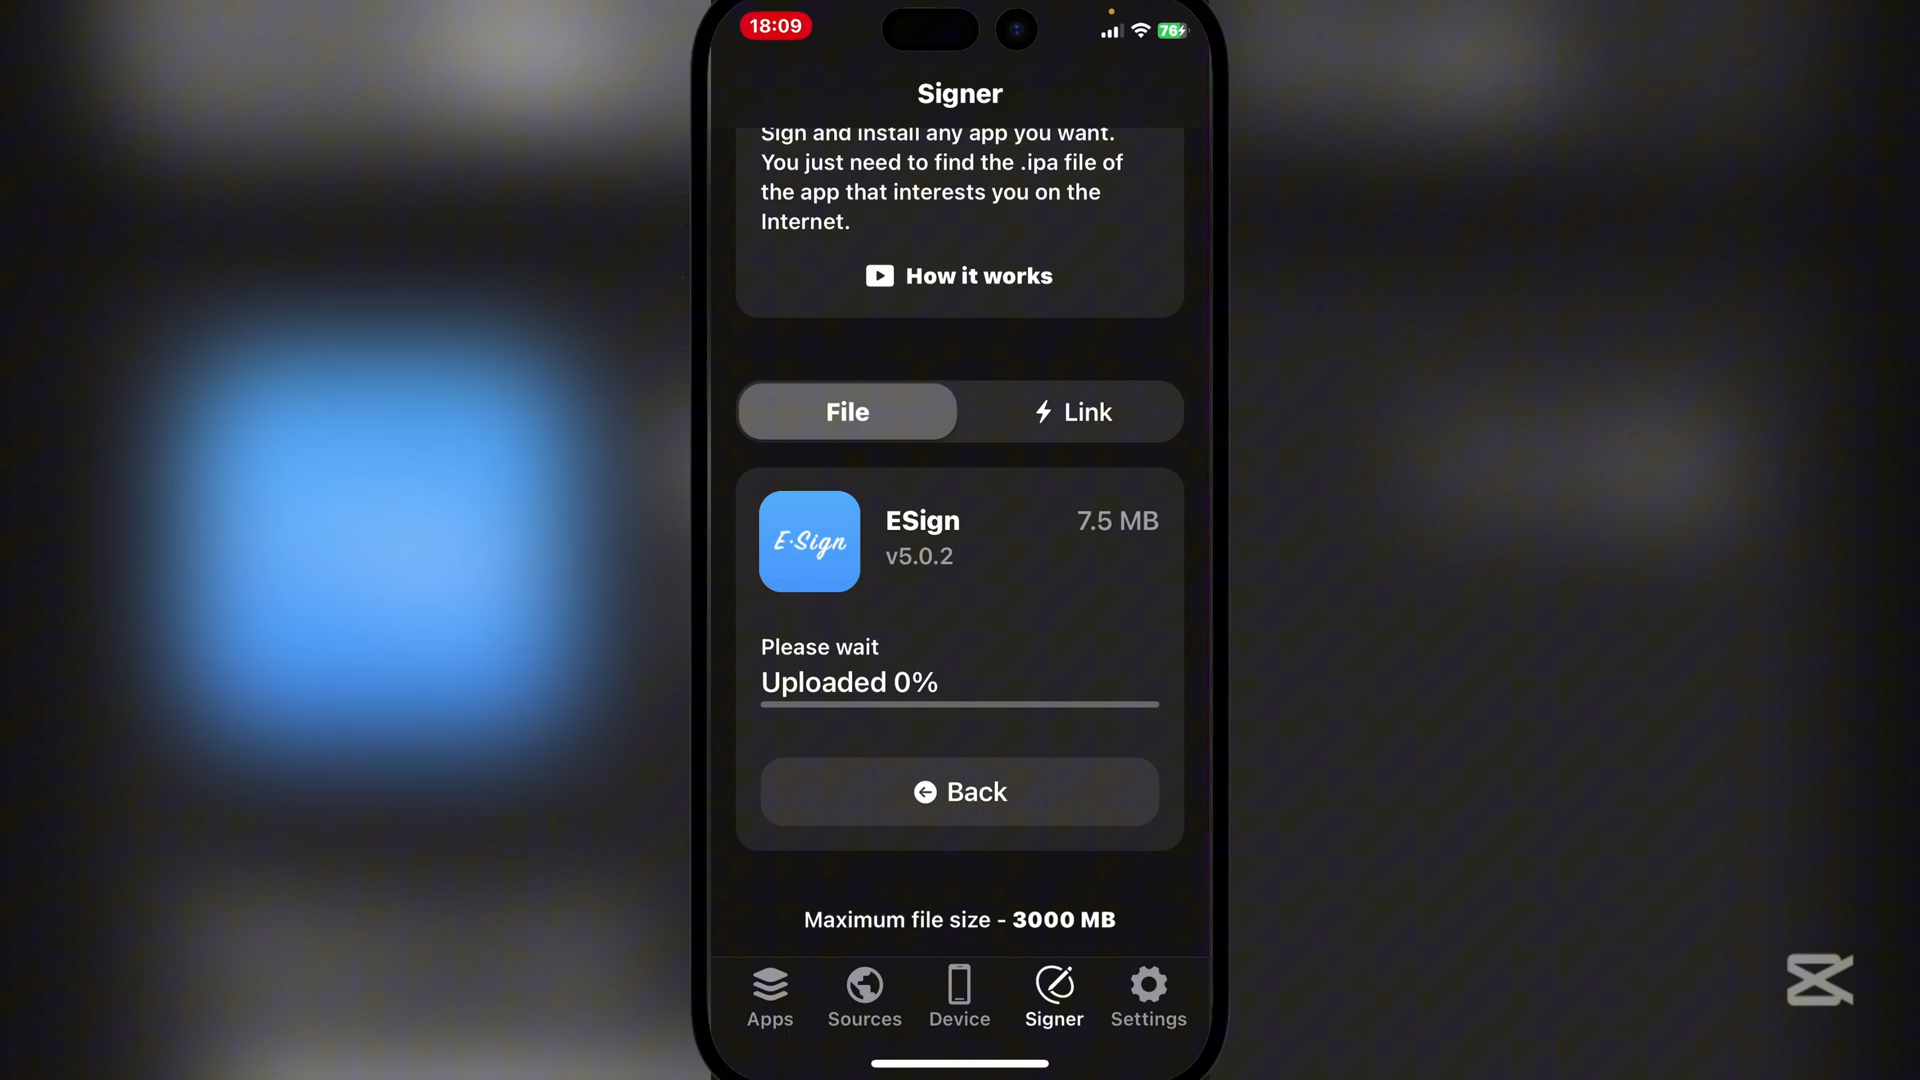 18:09
76
Signer
Sign and install any app you want.
You just need to find the .ipa file of
the app that interests you on the
Internet.
How it works
File
Link
E·Sign
ESign
7.5 MB
v5.0.2
Please wait
Uploaded 0%
Back
Maximum file size - 3000 MB
Apps
Sources
Device
Signer
Settings